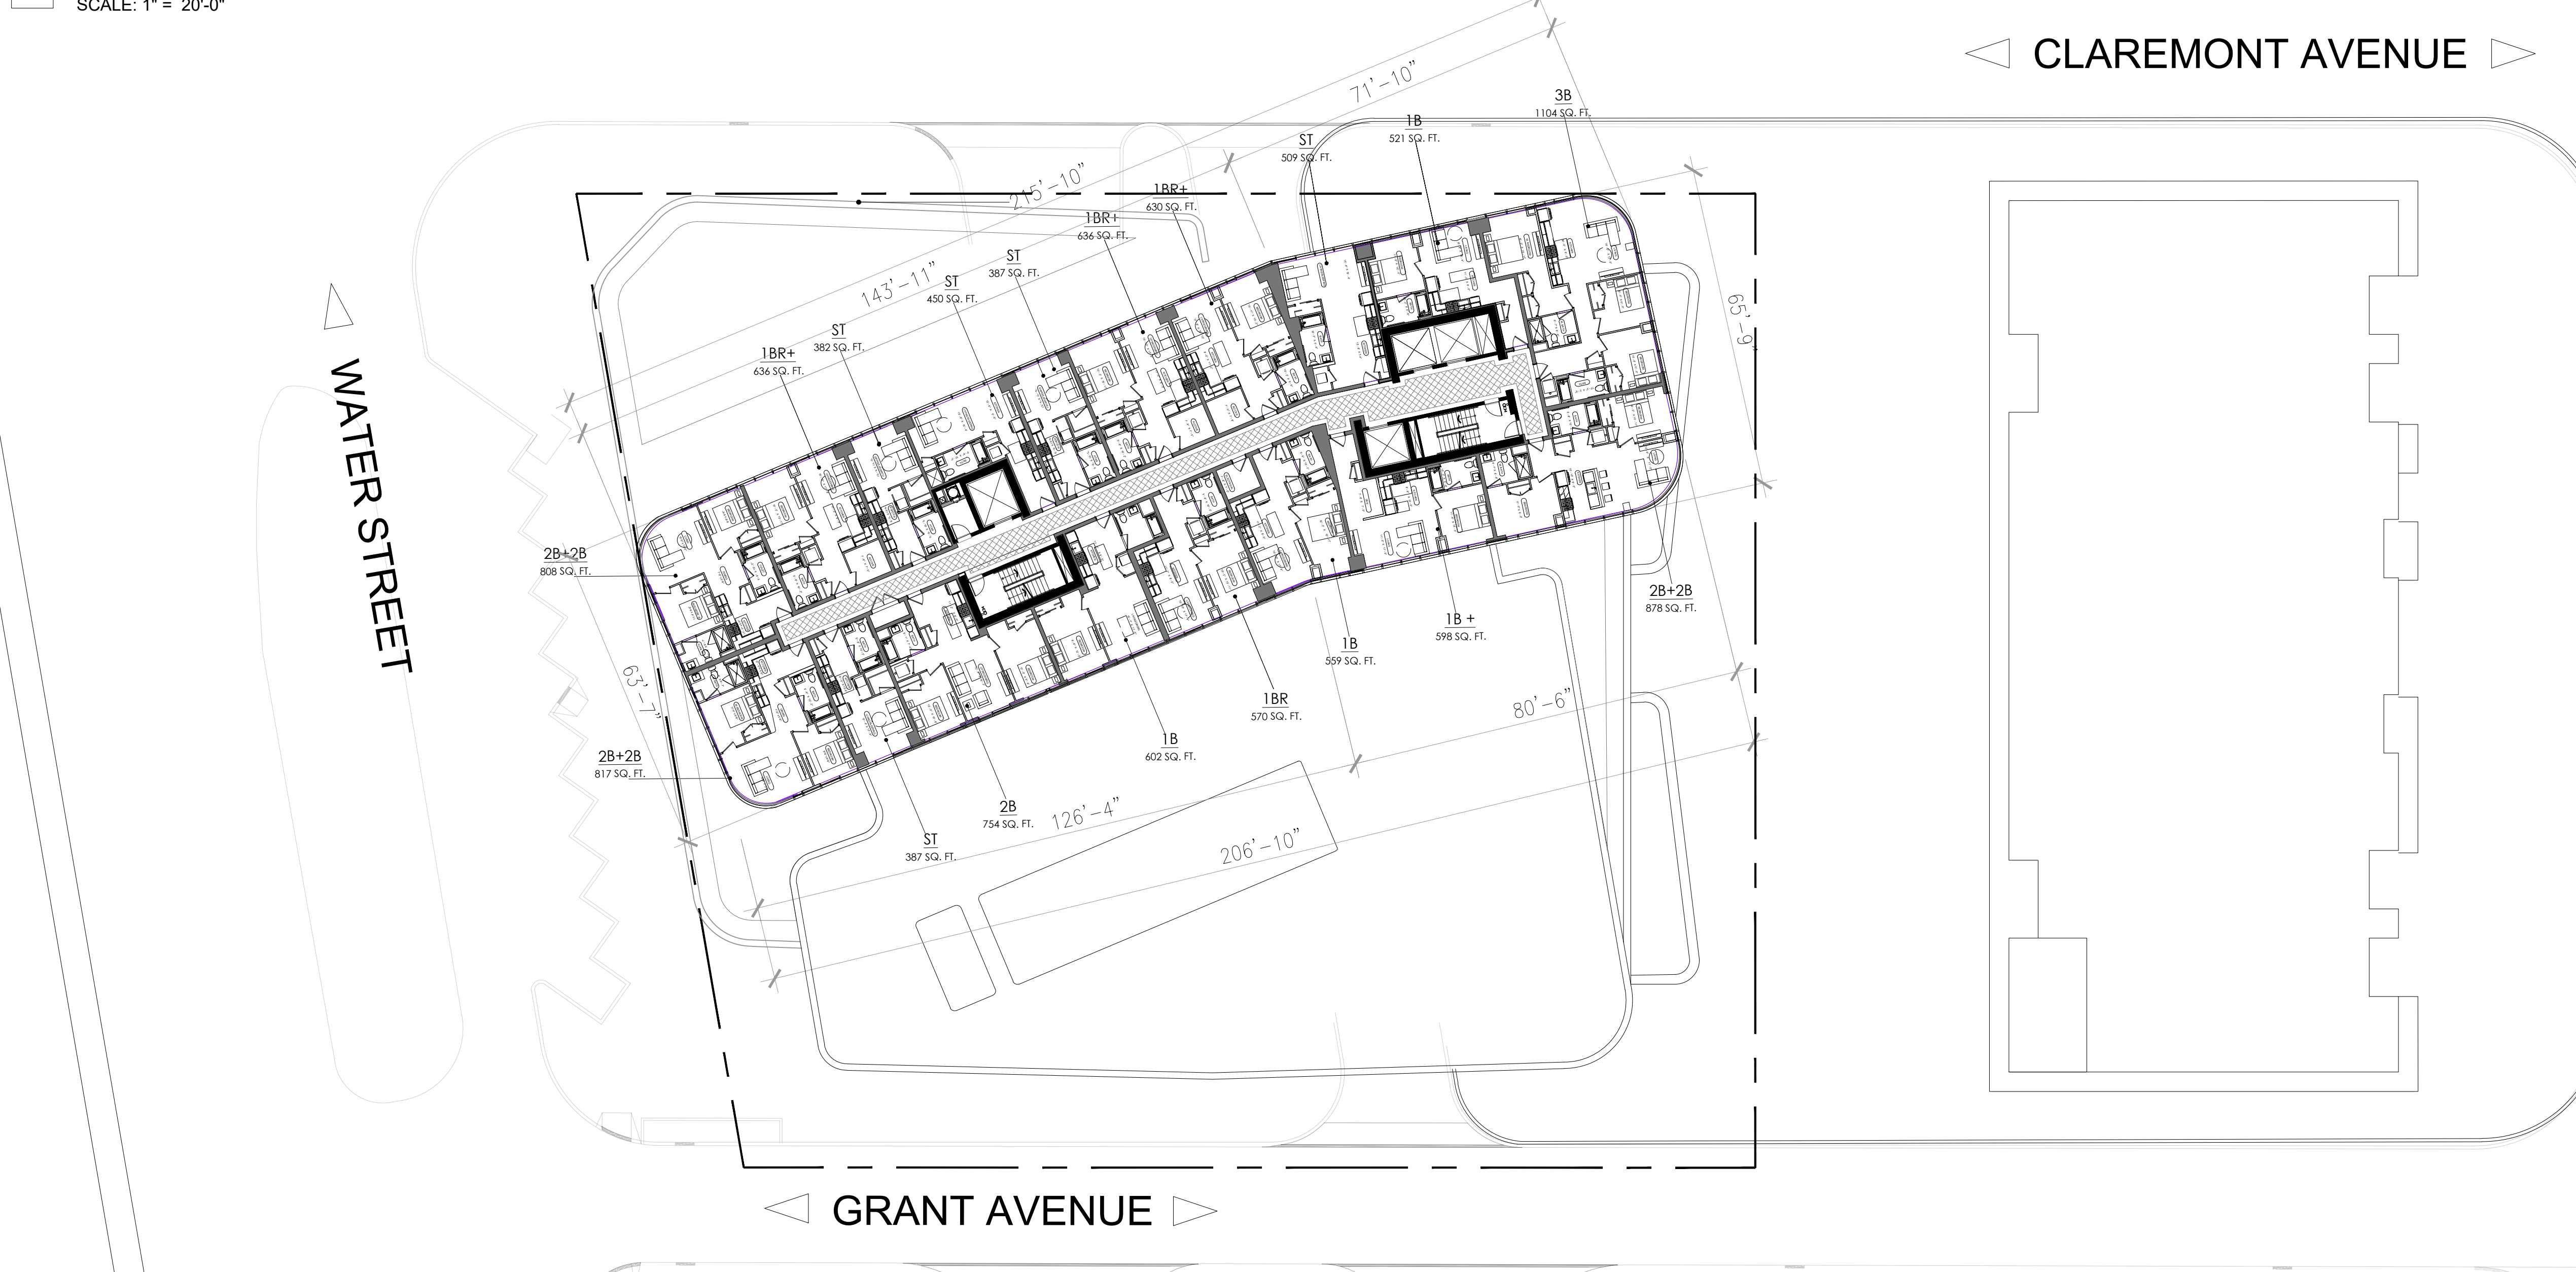 SCALE: 1" = 20'-0"
CLAREMONT AVENUE
71'-10"
3B
1104 SQ. FT.
1B
521 SQ. FT.
ST
509 SQ. FT.
215'-10"
1BR+
630 SQ. FT.
1BR+
636 SQ. FT.
ST
387 SQ. FT.
143'-11"
ST
450 SQ. FT.
65'-9"
ST
382 SQ. FT.
1BR+
636 SQ. FT.
WATER STREET
2B+2B
808 SQ. FT.
2B+2B
878 SQ. FT.
1B +
598 SQ. FT.
1B
559 SQ. FT.
63'-7"
1BR
570 SQ. FT.
80'-6"
1B
602 SQ. FT.
2B+2B
817 SQ. FT.
2B
754 SQ. FT.
126'-4"
ST
387 SQ. FT.
206'-10"
GRANT AVENUE